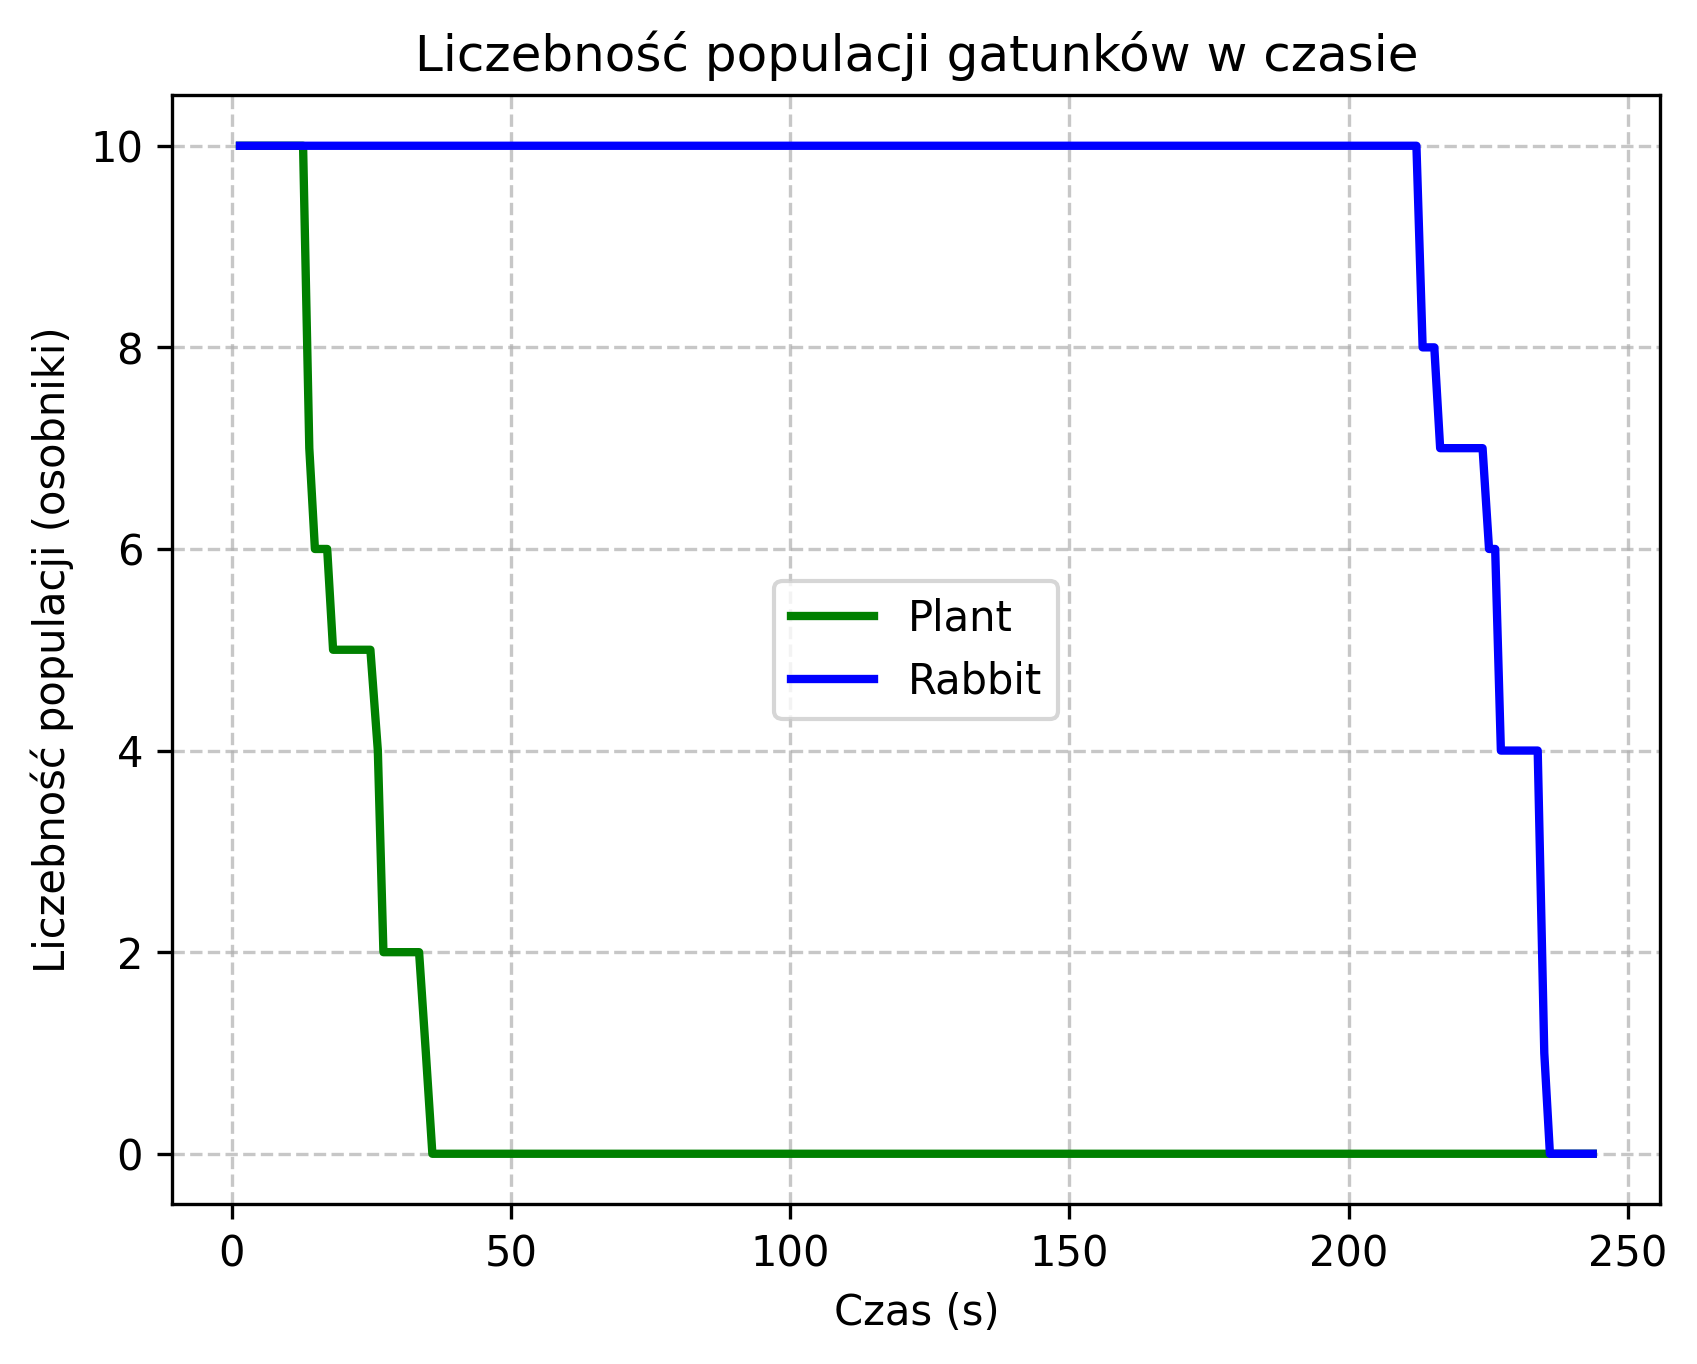 Liczebność populacji gatunków w czasie
Liczebność populacji (osobniki)
10
8
6
4
2
0
Plant
Rabbit
0 50 100 150 200 250
Czas (s)